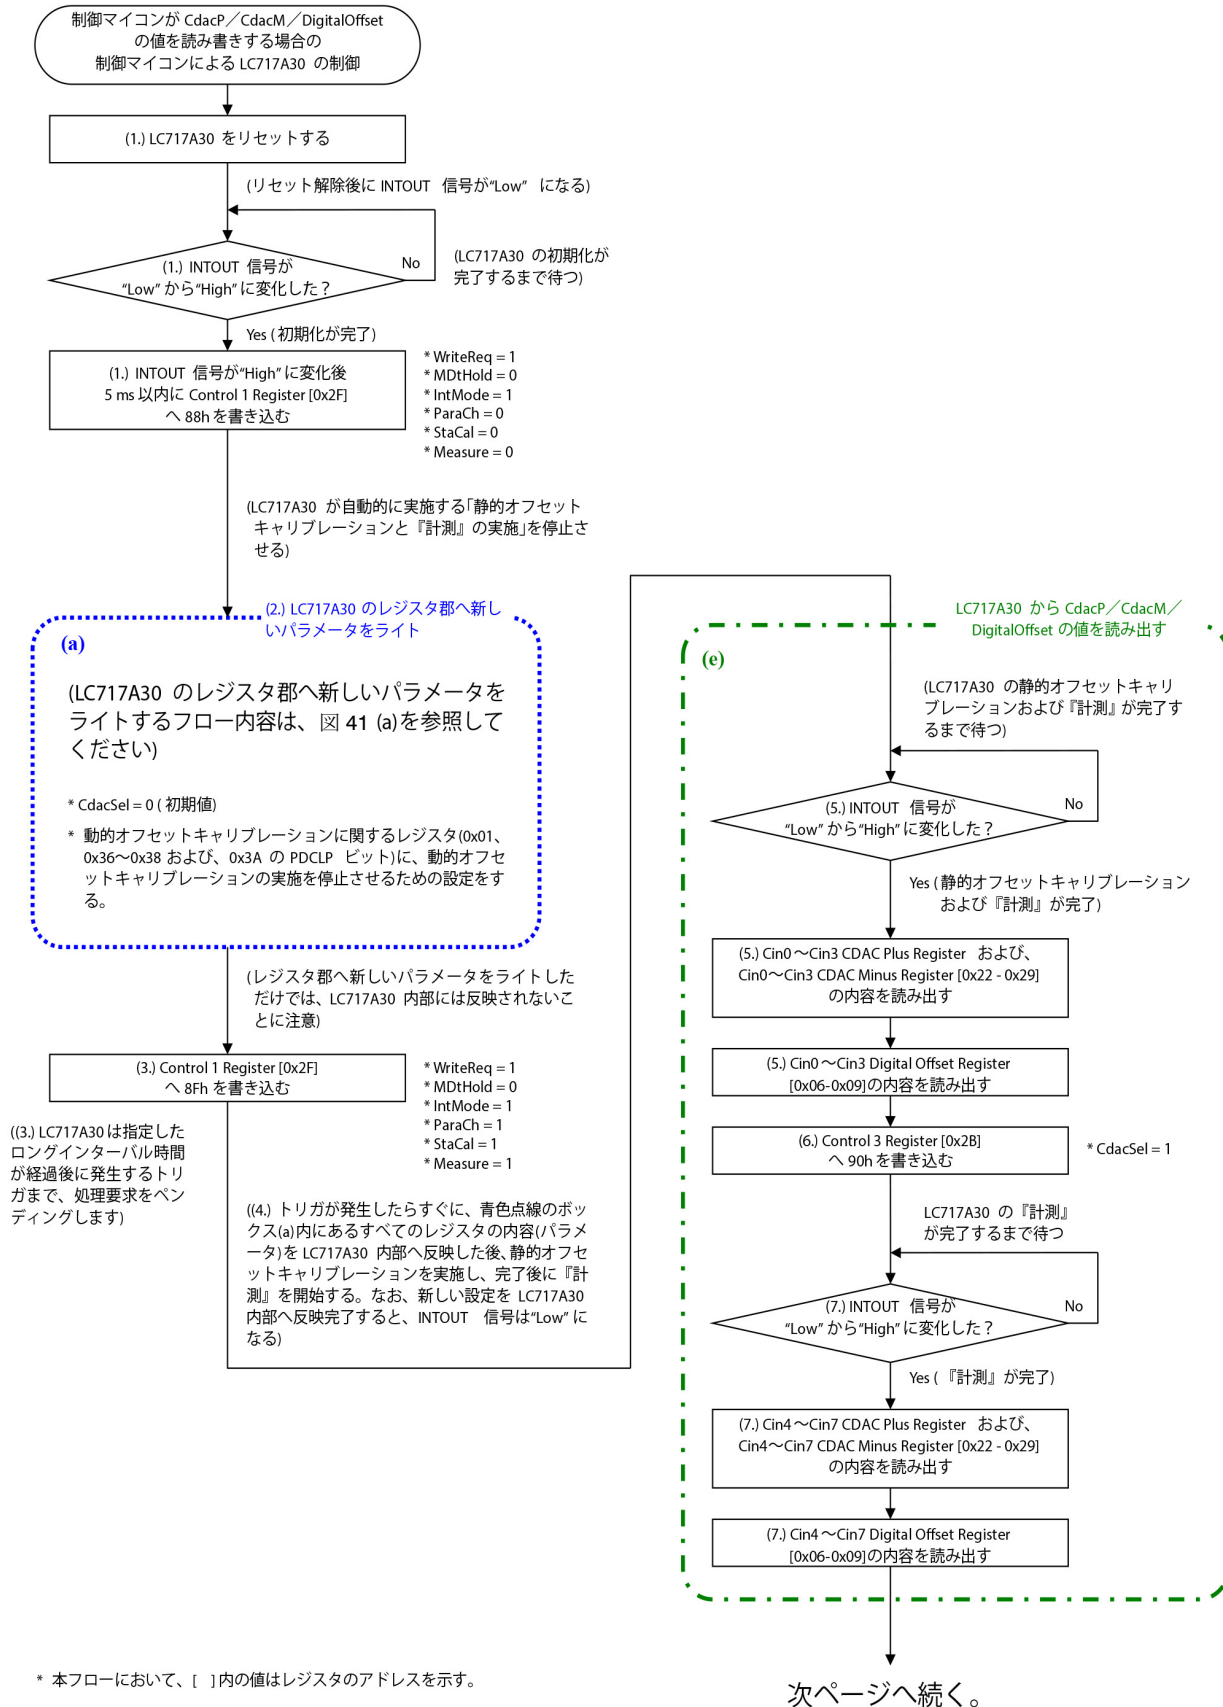 制御マイコンが CdacP／CdacM／DigitalOffset
の値を読み書きする場合の
制御マイコンによる LC717A30 の制御
(1.) LC717A30 をリセットする
(リセット解除後に INTOUT 信号が“Low” になる)
(1.) INTOUT 信号が
“Low” から“High” に変化した？
No
(LC717A30 の初期化が
完了するまで待つ)
Yes ( 初期化が完了)
(1.) INTOUT 信号が“High” に変化後
5 ms 以内に Control 1 Register [0x2F]
へ 88h を書き込む
* WriteReq = 1
* MDtHold = 0
* IntMode = 1
* ParaCh = 0
* StaCal = 0
* Measure = 0
(LC717A30 が自動的に実施する「静的オフセット
キャリブレーションと『計測』の実施」を停止さ
せる)
(2.) LC717A30 のレジスタ郡へ新し
いパラメータをライト
(a)
(LC717A30 のレジスタ郡へ新しいパラメータを
ライトするフロー内容は、図 41 (a)を参照して
ください)
* CdacSel = 0 ( 初期値)
* 動的オフセットキャリブレーションに関するレジスタ(0x01、
0x36～0x38 および、0x3A の PDCLP ビット)に、動的オフセ
ットキャリブレーションの実施を停止させるための設定をす
る。
(レジスタ郡へ新しいパラメータをライトした
だけでは、LC717A30 内部には反映されないこ
とに注意)
(3.) Control 1 Register [0x2F]
へ 8Fh を書き込む
* WriteReq = 1
* MDtHold = 0
* IntMode = 1
* ParaCh = 1
* StaCal = 1
* Measure = 1
((3.) LC717A30は指定した
ロングインターバル時間
が経過後に発生するトリ
ガまで、処理要求をペン
ディングします)
((4.) トリガが発生したらすぐに、青色点線のボッ
クス(a)内にあるすべてのレジスタの内容(パラメ
ータ)を LC717A30 内部へ反映した後、静的オフセ
ットキャリブレーションを実施し、完了後に『計
測』を開始する。なお、新しい設定を LC717A30
内部へ反映完了すると、INTOUT 信号は“Low” に
なる)
LC717A30 から CdacP／CdacM／
DigitalOffset の値を読み出す
(e)
(LC717A30 の静的オフセットキャリ
ブレーションおよび『計測』が完了す
るまで待つ)
(5.) INTOUT 信号が
“Low” から“High” に変化した？
No
Yes ( 静的オフセットキャリブレーション
および『計測』が完了)
(5.) Cin0～Cin3 CDAC Plus Register および、
Cin0～Cin3 CDAC Minus Register [0x22 - 0x29]
の内容を読み出す
(5.) Cin0～Cin3 Digital Offset Register
[0x06-0x09]の内容を読み出す
(6.) Control 3 Register [0x2B]
へ 90h を書き込む
* CdacSel = 1
LC717A30 の『計測』
が完了するまで待つ
(7.) INTOUT 信号が
“Low” から“High” に変化した？
No
Yes ( 『計測』が完了)
(7.) Cin4～Cin7 CDAC Plus Register および、
Cin4～Cin7 CDAC Minus Register [0x22 - 0x29]
の内容を読み出す
(7.) Cin4～Cin7 Digital Offset Register
[0x06-0x09]の内容を読み出す
* 本フローにおいて、[ ]内の値はレジスタのアドレスを示す。
次ページへ続く。